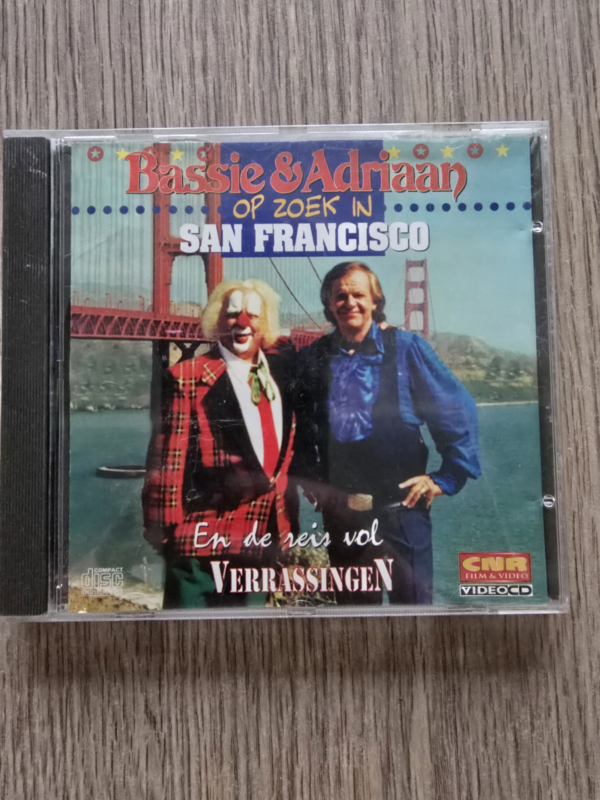 Bassie & Adriaan
OP ZOEK IN
SAN FRANCISCO
En de reis vol
VERRASSINGEN
COMPACT
disc
CNR
FILM & VIDEO
VIDEOCD